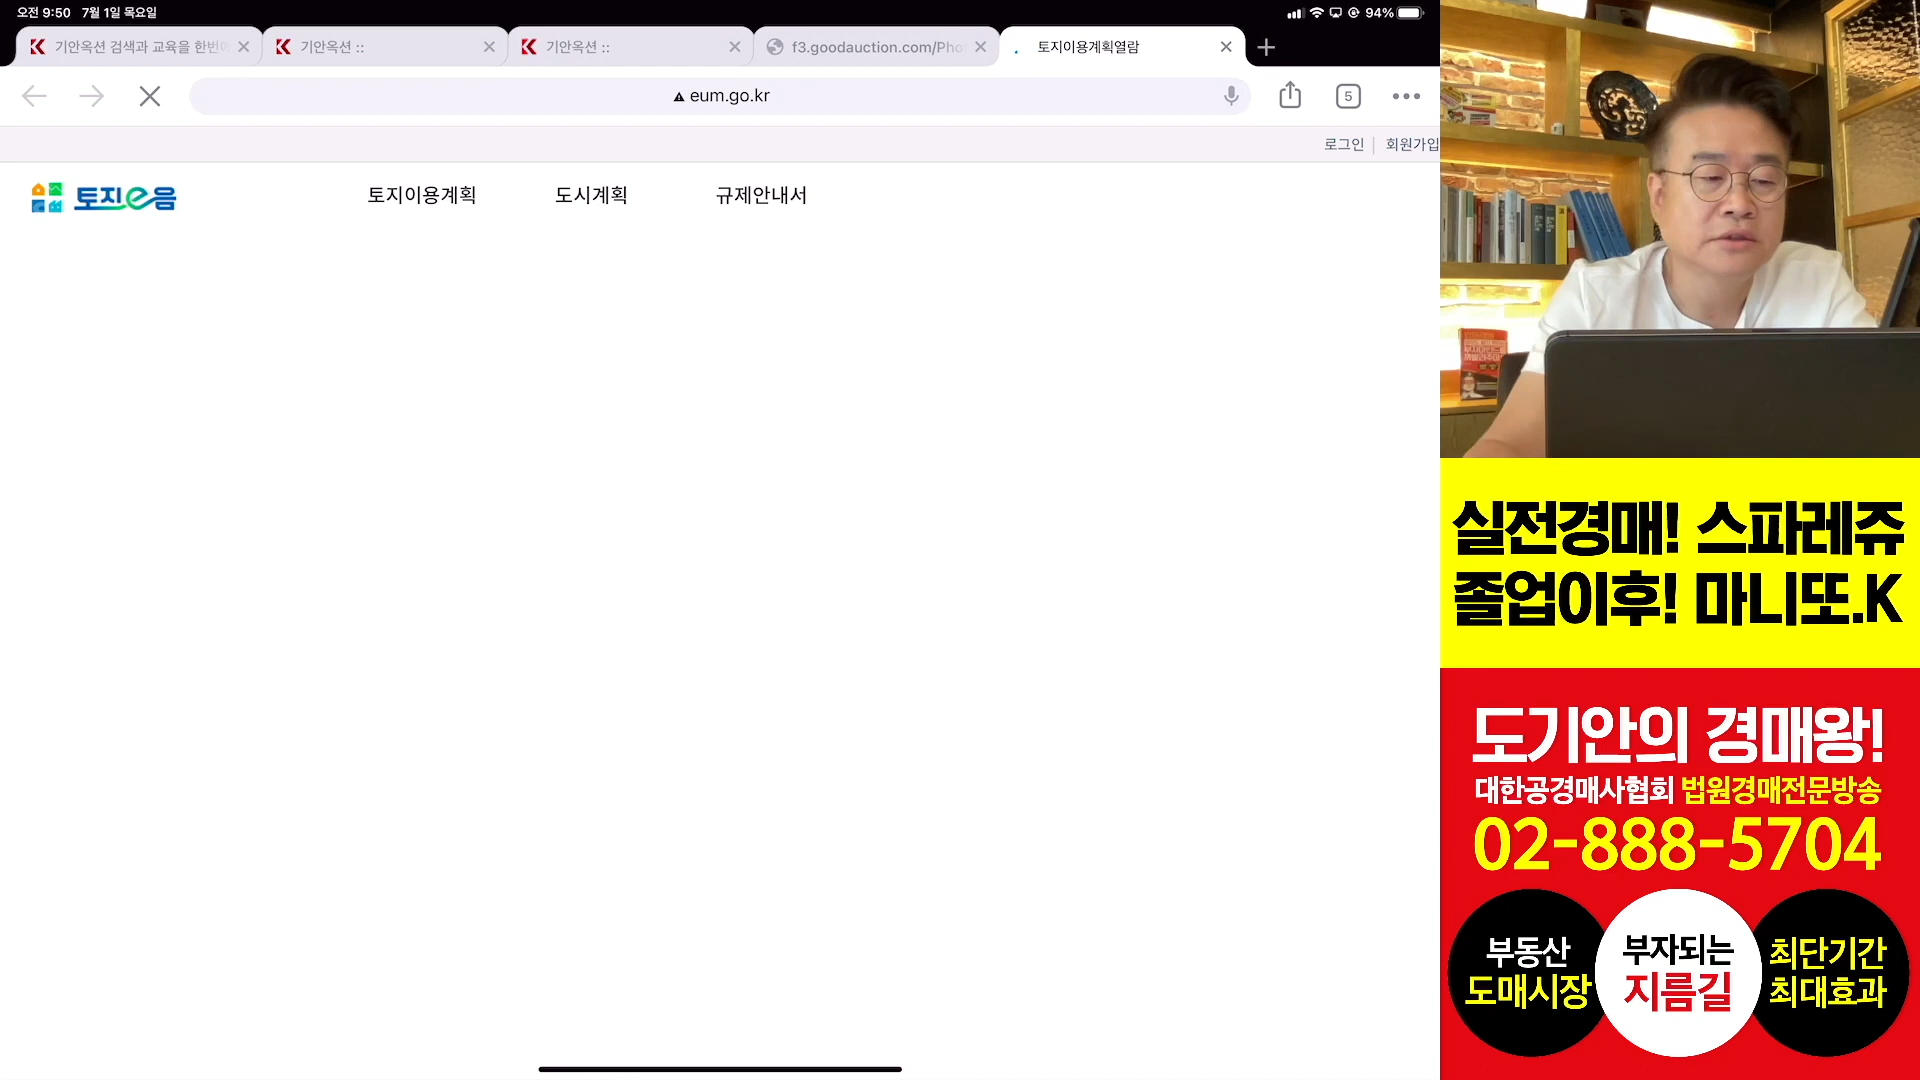 오전 9:50 7월 1일 목요일
94%
기안옥션 검색과 교육을 한번에
기안옥션 ::
기안옥션 ::
f3.goodauction.com/Pho
토지이용계획열람
eum.go.kr
5
로그인
회원가입
토지e음
토지이용계획
도시계획
규제안내서
실전경매! 스파레쥬
졸업이후! 마니또.K
도기안의 경매왕!
대한공경매사협회 법원경매전문방송
02-888-5704
부동산
도매시장
부자되는
지름길
최단기간
최대효과